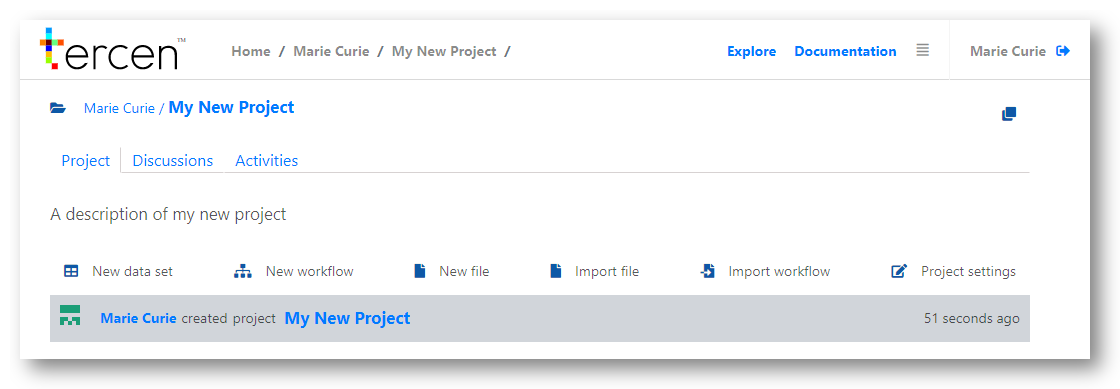 tercen™ Home / Marie Curie / My New Project / Explore Documentation Marie Curie
Marie Curie / My New Project
Project Discussions Activities
A description of my new project
New data set New workflow New file Import file Import workflow Project settings
Marie Curie created project My New Project 51 seconds ago